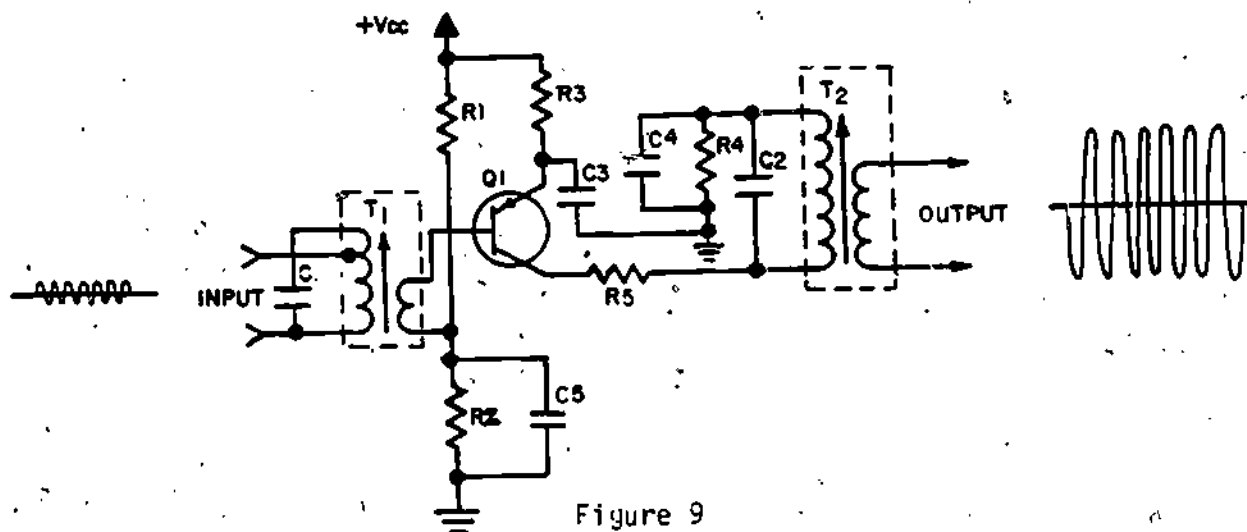 +Vcc
R1
R3
T2
C4
R4
C2
Q1
C3
T1
C
INPUT
OUTPUT
R5
C5
R2
Figure 9